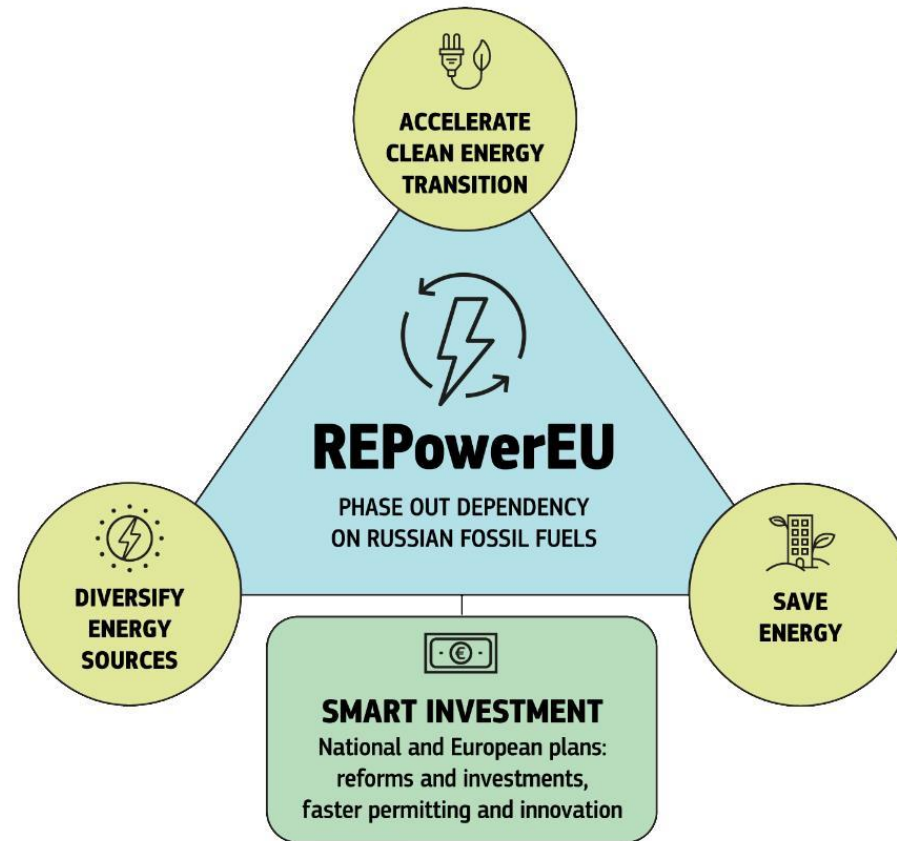 ACCELERATE
CLEAN ENERGY
TRANSITION
REPowerEU
PHASE OUT DEPENDENCY
ON RUSSIAN FOSSIL FUELS
DIVERSIFY
ENERGY
SOURCES
SAVE
ENERGY
€
SMART INVESTMENT
National and European plans:
reforms and investments,
faster permitting and innovation